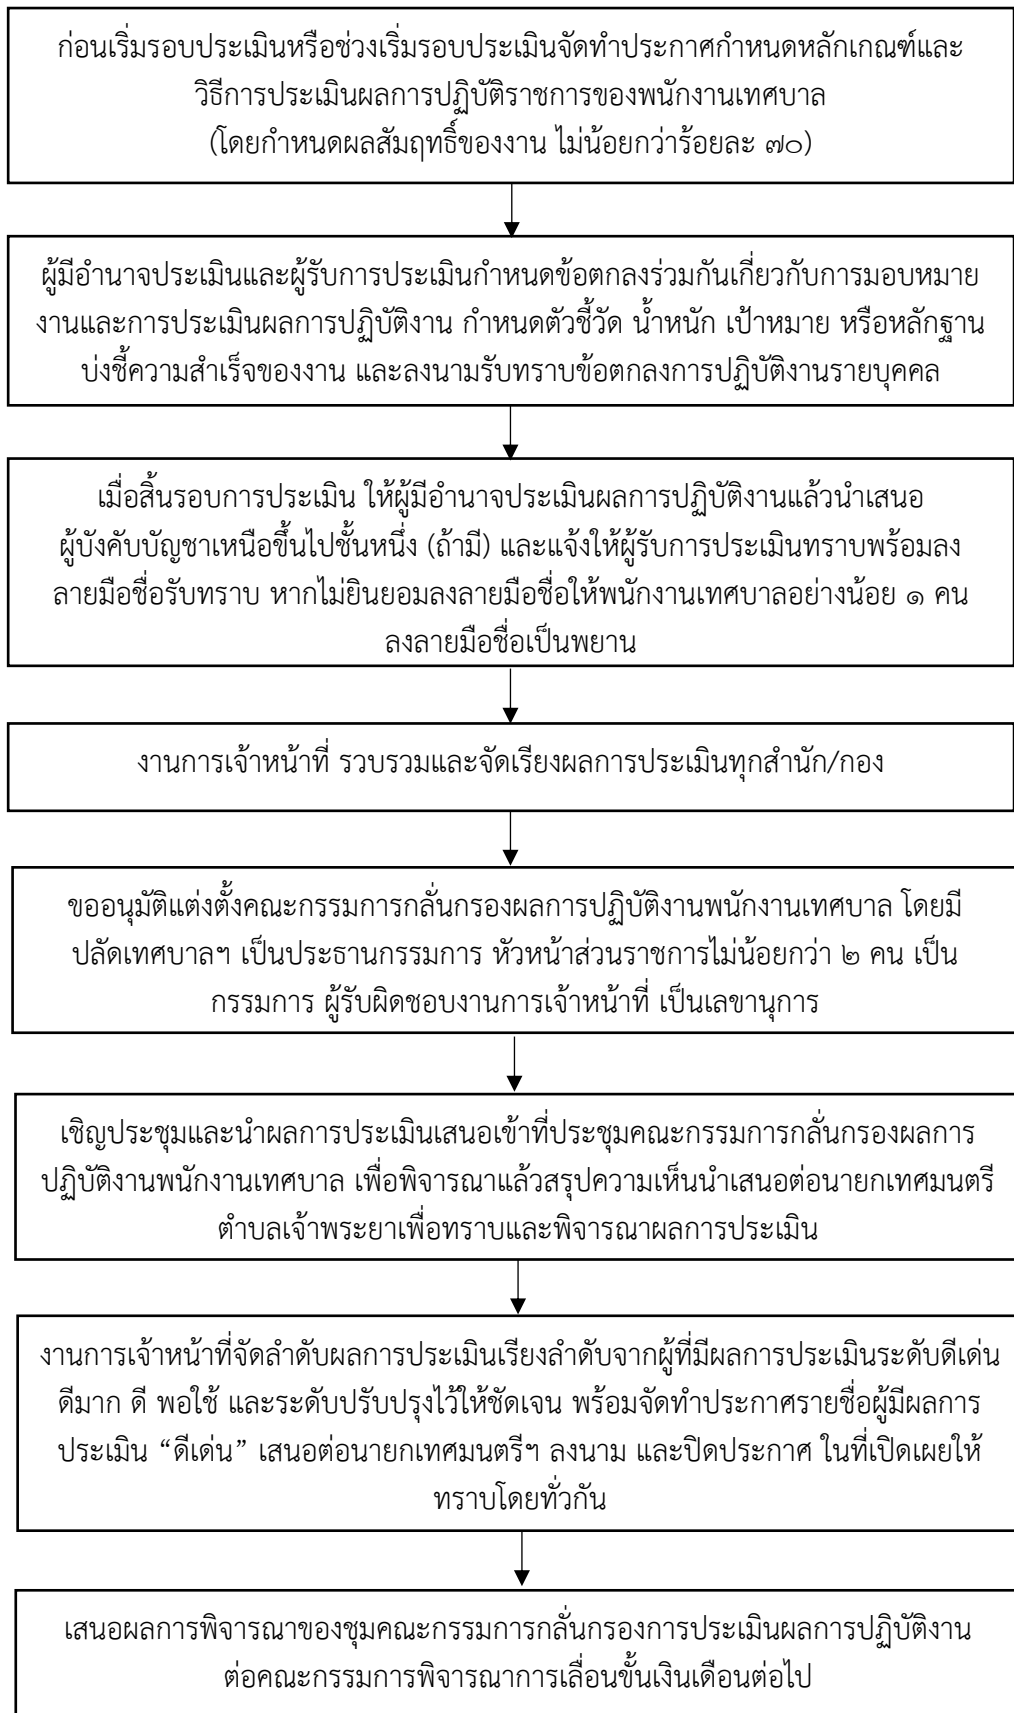 ก่อนเริ่มรอบประเมินหรือช่วงเริ่มรอบประเมินจัดทำประกาศกำหนดหลักเกณฑ์และ
วิธีการประเมินผลการปฏิบัติราชการของพนักงานเทศบาล
(โดยกำหนดผลสัมฤทธิ์ของงาน ไม่น้อยกว่าร้อยละ ๗๐)
ผู้มีอำนาจประเมินและผู้รับการประเมินกำหนดข้อตกลงร่วมกันเกี่ยวกับการมอบหมาย
งานและการประเมินผลการปฏิบัติงาน กำหนดตัวชี้วัด น้ำหนัก เป้าหมาย หรือหลักฐาน
บ่งชี้ความสำเร็จของงาน และลงนามรับทราบข้อตกลงการปฏิบัติงานรายบุคคล
เมื่อสิ้นรอบการประเมิน ให้ผู้มีอำนาจประเมินผลการปฏิบัติงานแล้วนำเสนอ
ผู้บังคับบัญชาเหนือขึ้นไปชั้นหนึ่ง (ถ้ามี) และแจ้งให้ผู้รับการประเมินทราบพร้อมลง
ลายมือชื่อรับทราบ หากไม่ยินยอมลงลายมือชื่อให้พนักงานเทศบาลอย่างน้อย ๑ คน
ลงลายมือชื่อเป็นพยาน
งานการเจ้าหน้าที่ รวบรวมและจัดเรียงผลการประเมินทุกสำนัก/กอง
ขออนุมัติแต่งตั้งคณะกรรมการกลั่นกรองผลการปฏิบัติงานพนักงานเทศบาล โดยมี
ปลัดเทศบาลฯ เป็นประธานกรรมการ หัวหน้าส่วนราชการไม่น้อยกว่า ๒ คน เป็น
กรรมการ ผู้รับผิดชอบงานการเจ้าหน้าที่ เป็นเลขานุการ
เชิญประชุมและนำผลการประเมินเสนอเข้าที่ประชุมคณะกรรมการกลั่นกรองผลการ
ปฏิบัติงานพนักงานเทศบาล เพื่อพิจารณาแล้วสรุปความเห็นนำเสนอต่อนายกเทศมนตรี
ตำบลเจ้าพระยาเพื่อทราบและพิจารณาผลการประเมิน
งานการเจ้าหน้าที่จัดลำดับผลการประเมินเรียงลำดับจากผู้ที่มีผลการประเมินระดับดีเด่น
ดีมาก ดี พอใช้ และระดับปรับปรุงไว้ให้ชัดเจน พร้อมจัดทำประกาศรายชื่อผู้มีผลการ
ประเมิน “ดีเด่น” เสนอต่อนายกเทศมนตรีฯ ลงนาม และปิดประกาศ ในที่เปิดเผยให้
ทราบโดยทั่วกัน
เสนอผลการพิจารณาของชุมคณะกรรมการกลั่นกรองการประเมินผลการปฏิบัติงาน
ต่อคณะกรรมการพิจารณาการเลื่อนขั้นเงินเดือนต่อไป